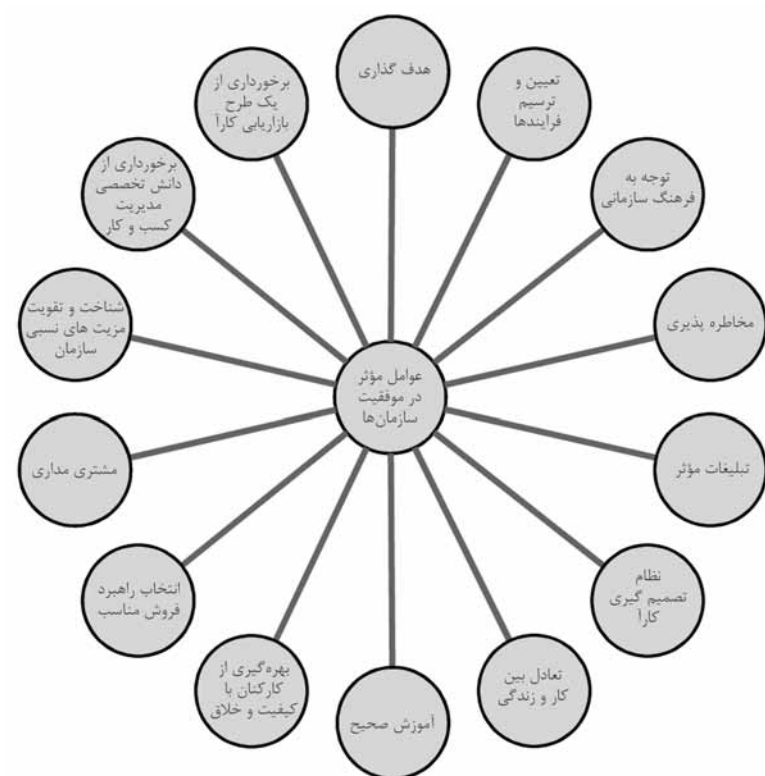 هدف گذاری
تعیین و
ترسیم
فرآیندها
توجه به
فرهنگ سازمانی
مخاطره پذیری
تبلیغات مؤثر
نظام
تصمیم گیری
کارآ
تعادل بین
کار و زندگی
آموزش صحیح
بهره‌گیری از
کارکنان با
کیفیت و خلاق
انتخاب راهبرد
فروش مناسب
مشتری مداری
شناخت و تقویت
مزیت های نسبی
سازمان
برخورداری از
دانش تخصصی
مدیریت
کسب و کار
برخورداری از
یک طرح
بازاریابی کارآ
عوامل مؤثر
در موفقیت
سازمان‌ها